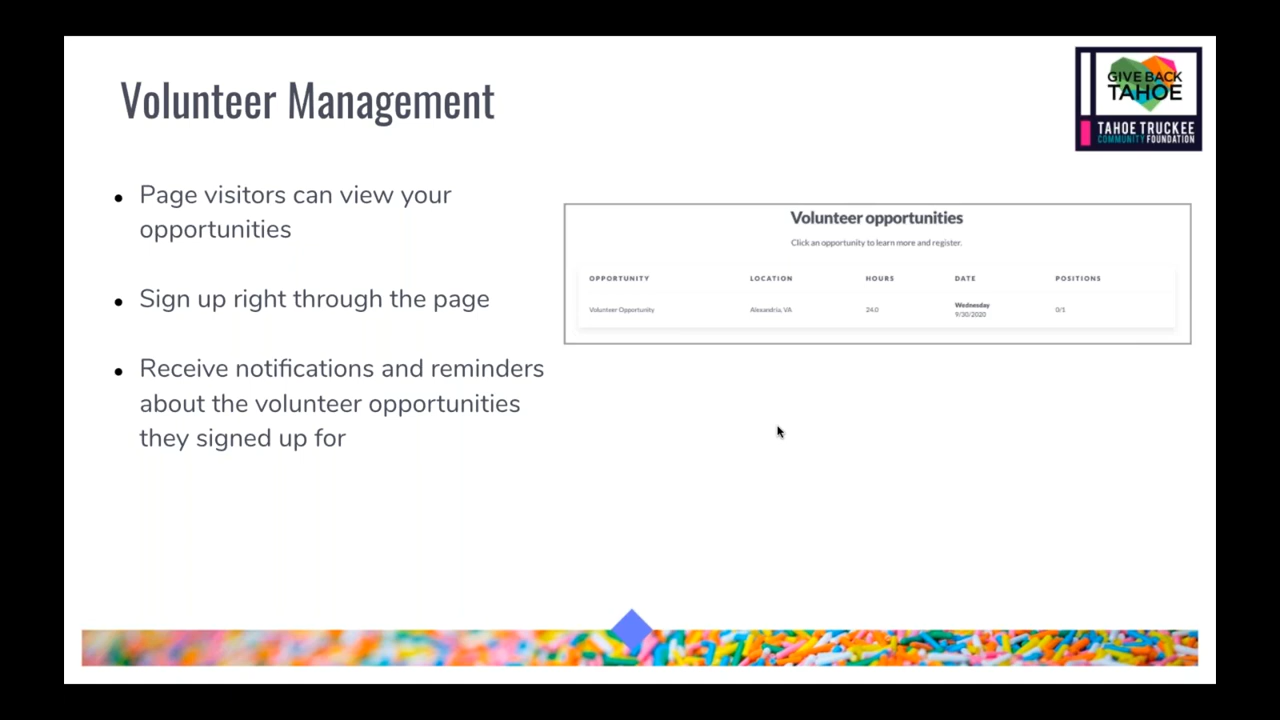 Volunteer Management
GIVE BACK
TAHOE
TAHOE TRUCKEE
COMMUNITY FOUNDATION
Page visitors can view your
opportunities
Sign up right through the page
Receive notifications and reminders
about the volunteer opportunities
they signed up for
Volunteer opportunities
Click an opportunity to learn more and register.
OPPORTUNITY LOCATION HOURS DATE POSITIONS
Volunteer Opportunity Alexandria, VA 24.0 Wednesday 0/1
9/30/2020